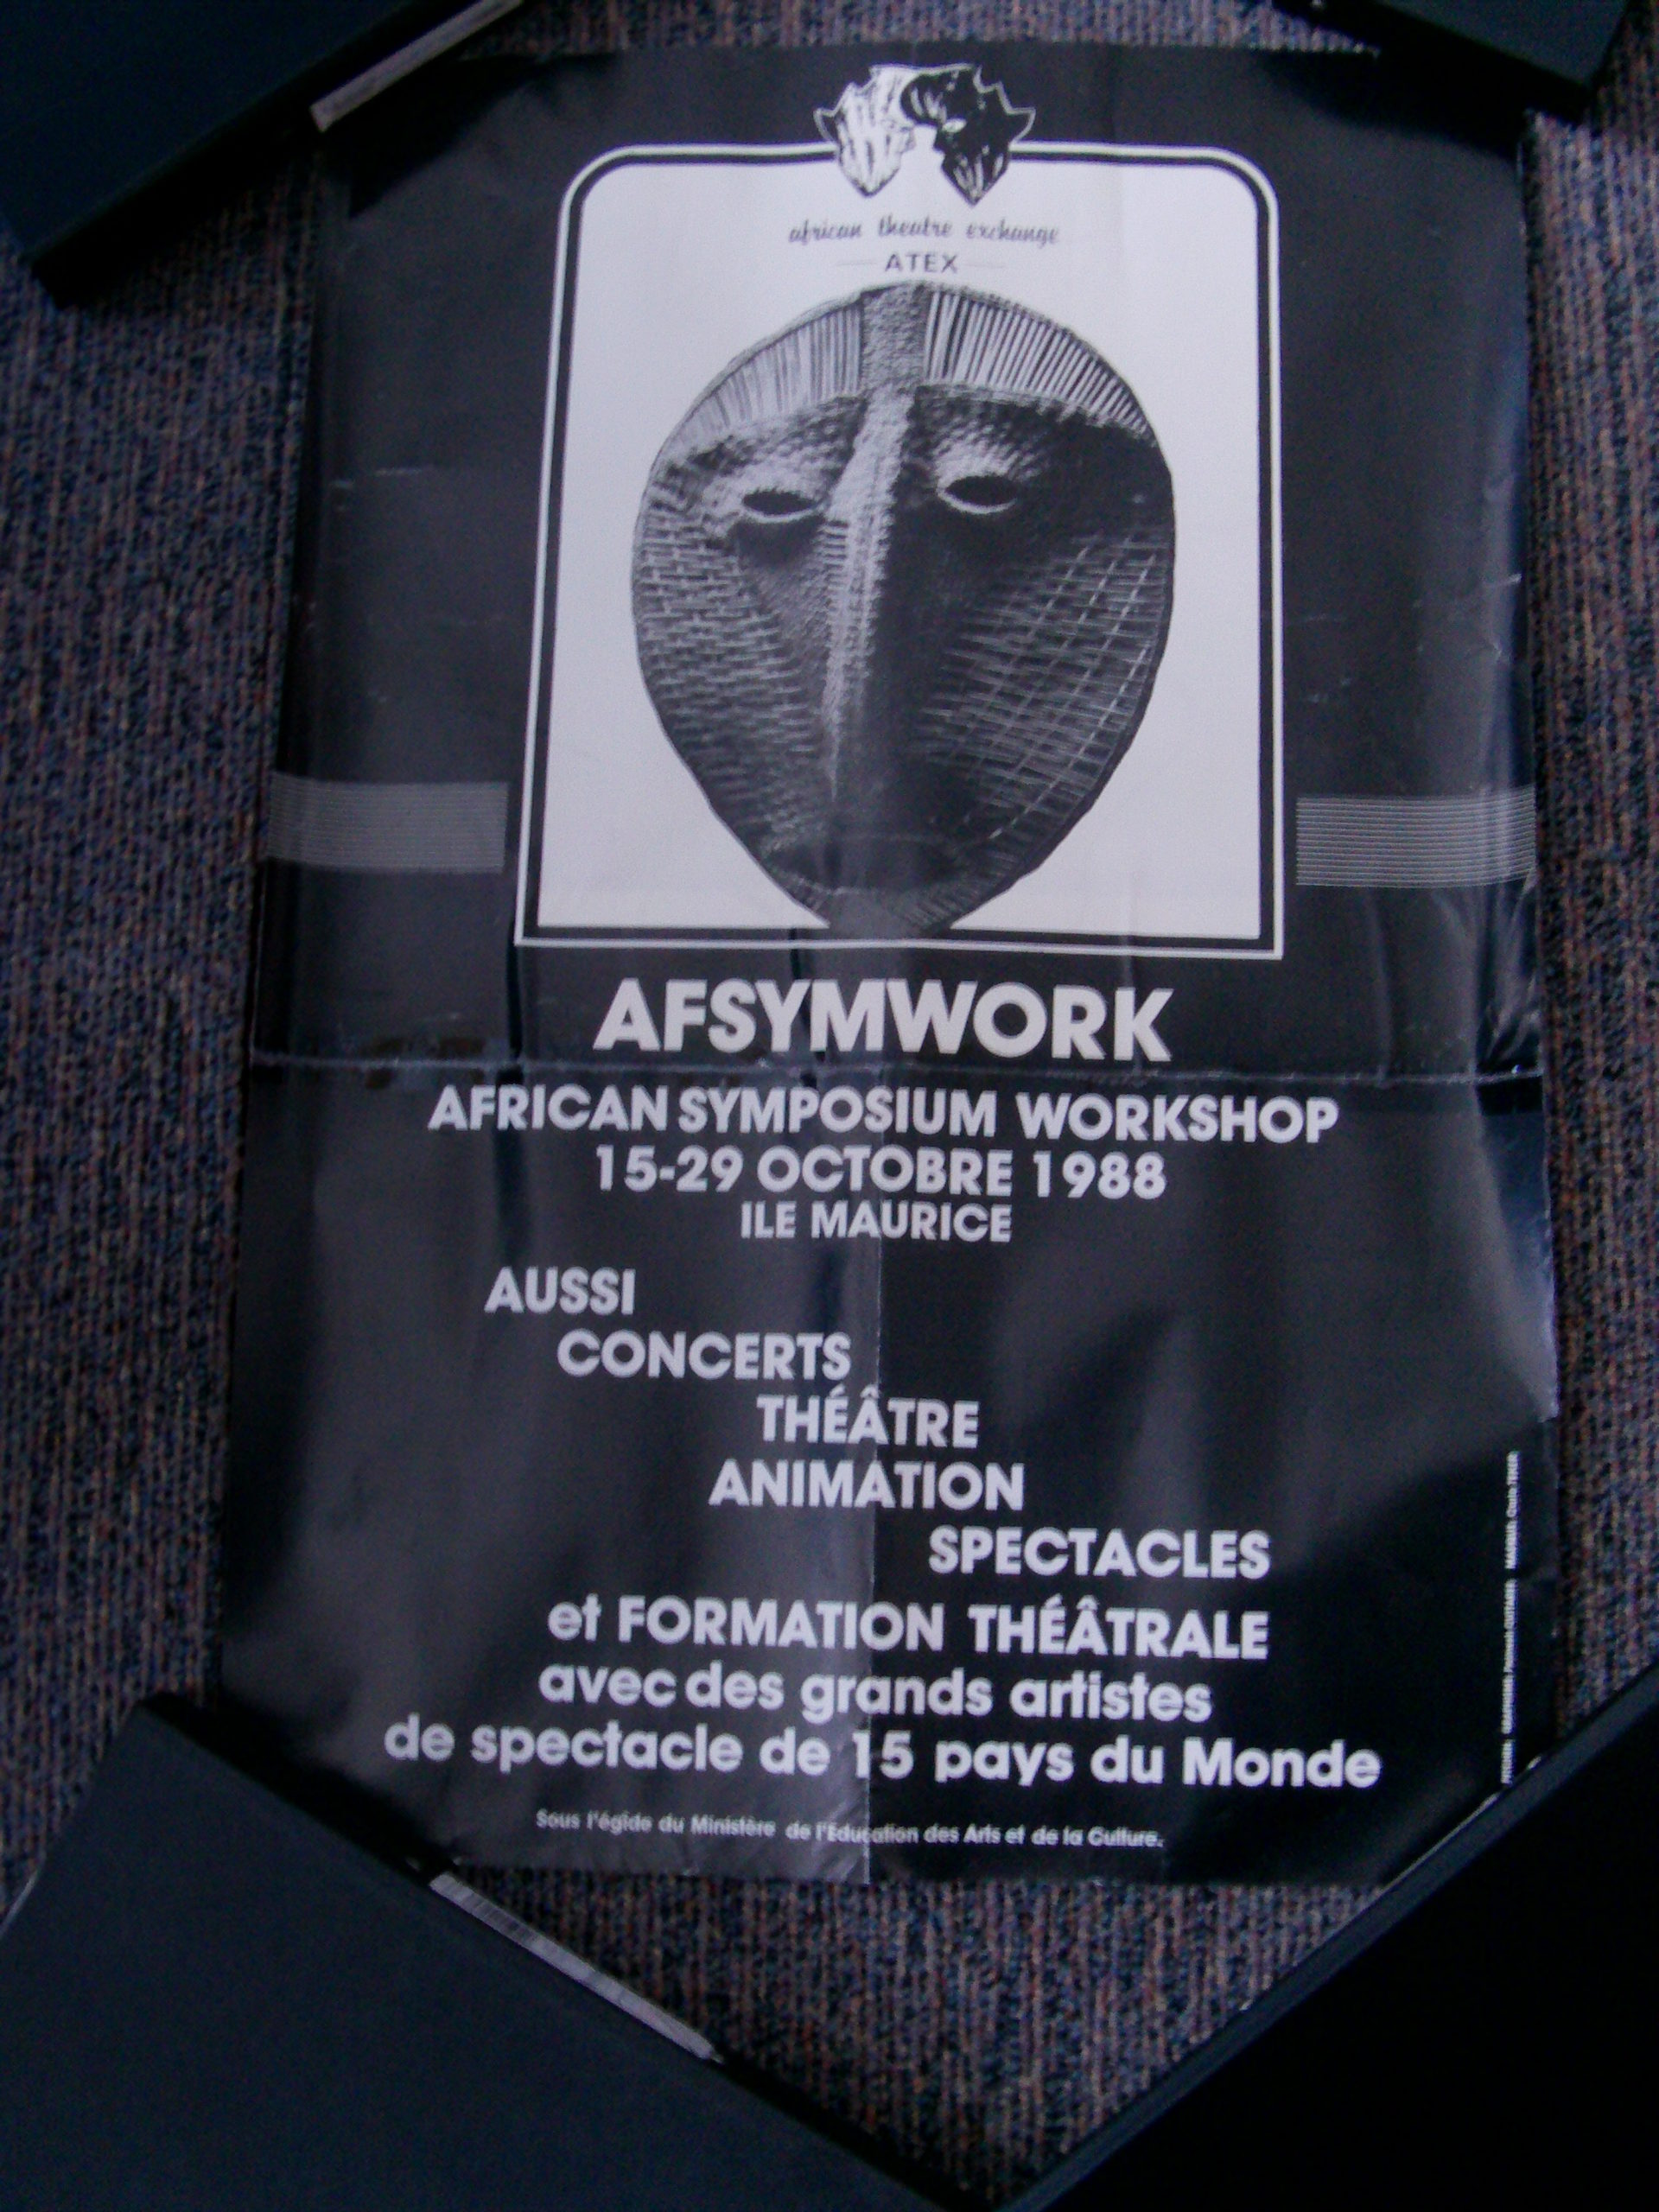 african theatre exchange
ATEX
AFSYMWORK
AFRICAN SYMPOSIUM WORKSHOP
15-29 OCTOBRE 1988
ILE MAURICE
AUSSI
CONCERTS
THÉÂTRE
ANIMATION
SPECTACLES
et FORMATION THÉÂTRALE
avec des grands artistes
de spectacle de 15 pays du Monde
Sous l'égide du Ministère de l'Education des Arts et de la Culture.